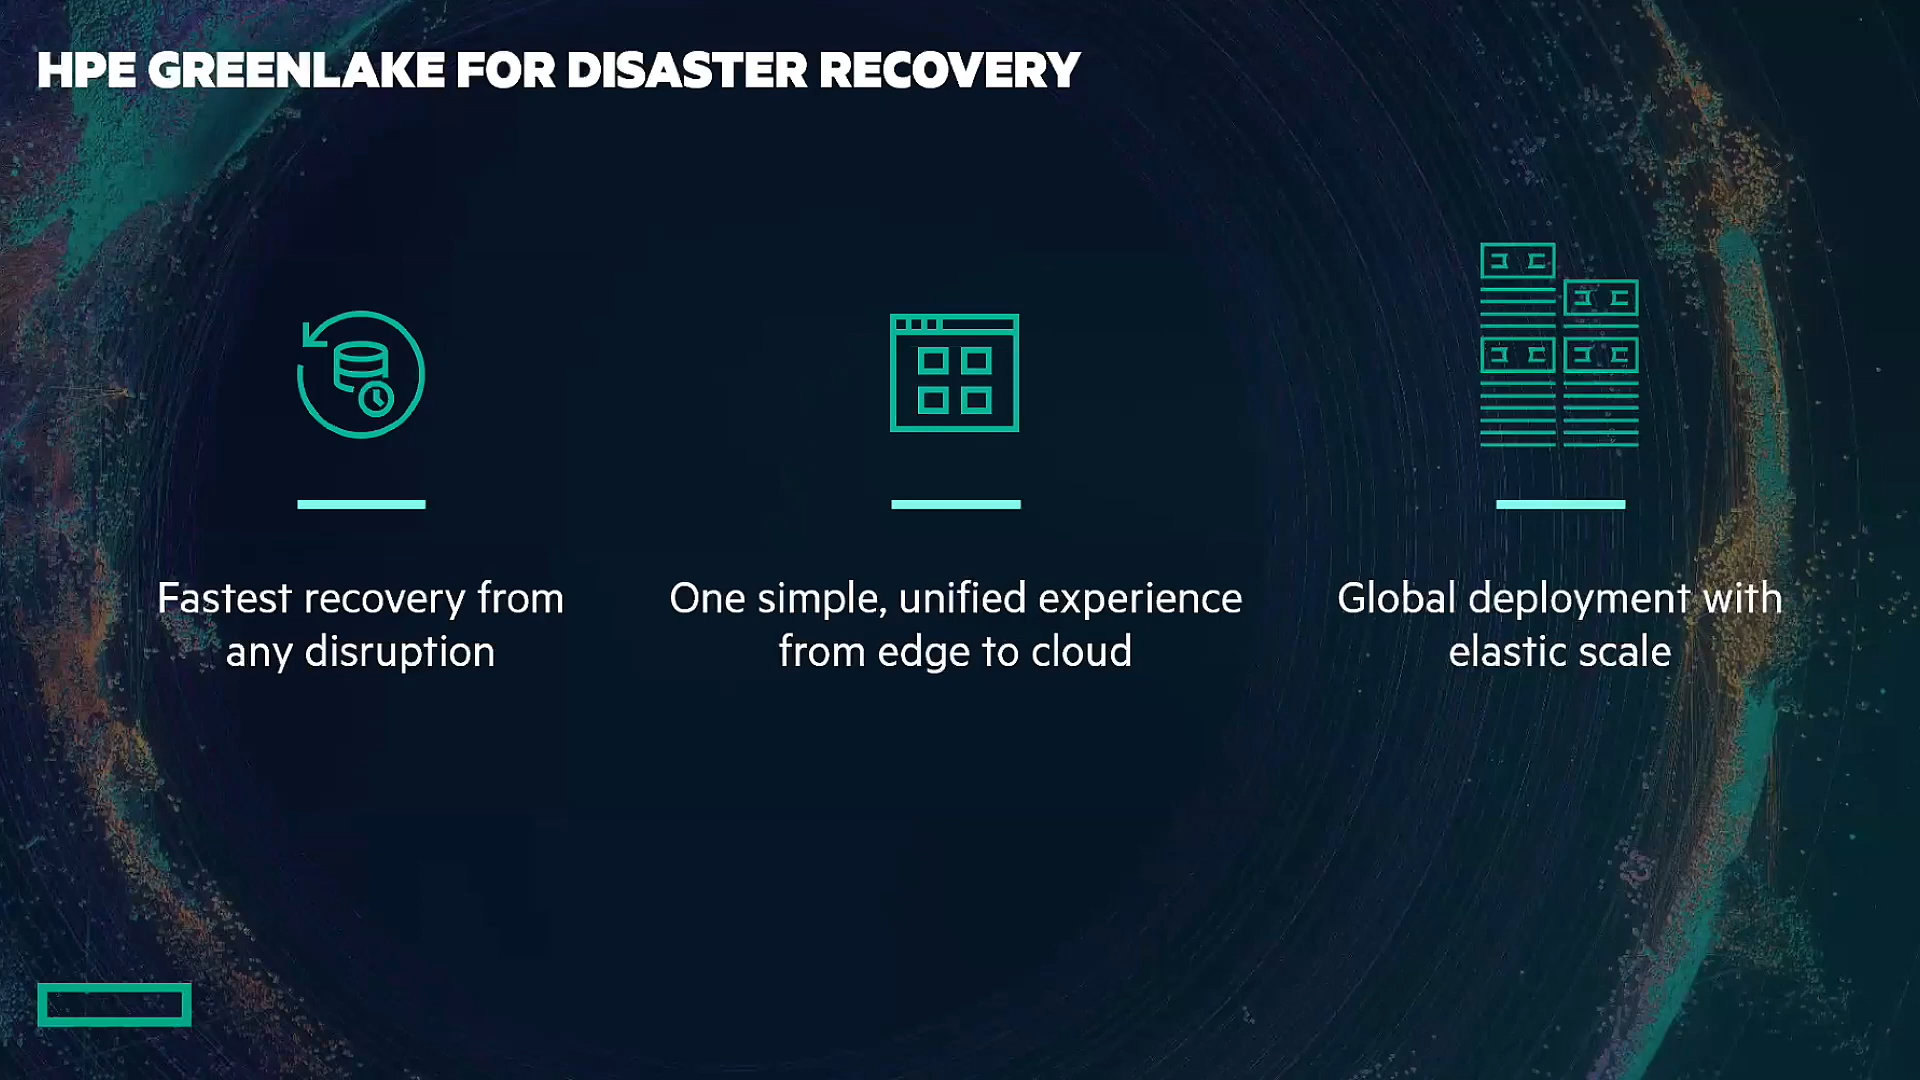 HPE GREENLAKE FOR DISASTER RECOVERY
Fastest recovery from
any disruption
One simple, unified experience
from edge to cloud
Global deployment with
elastic scale